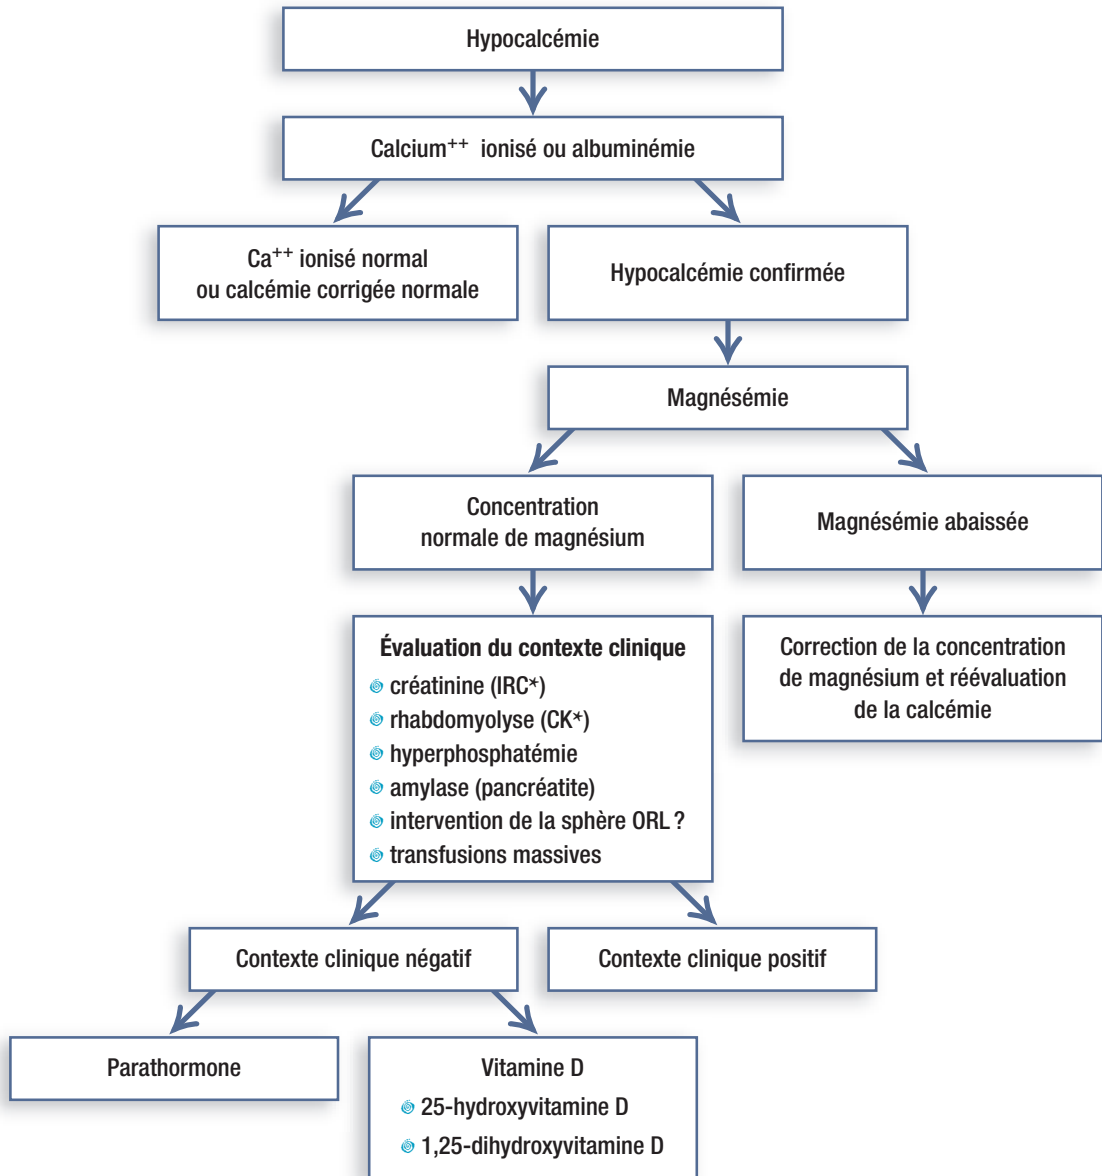 Hypocalcémie
Calcium++ ionisé ou albuminémie
Ca++ ionisé normal
ou calcémie corrigée normale
Hypocalcémie confirmée
Magnésémie
Concentration
normale de magnésium
Magnésémie abaissée
Évaluation du contexte clinique
créatinine (IRC*)
rhabdomyolyse (CK*)
hyperphosphatémie
amylase (pancréatite)
intervention de la sphère ORL ?
transfusions massives
Correction de la concentration
de magnésium et réévaluation
de la calcémie
Contexte clinique négatif
Contexte clinique positif
Parathormone
Vitamine D
25-hydroxyvitamine D
1,25-dihydroxyvitamine D